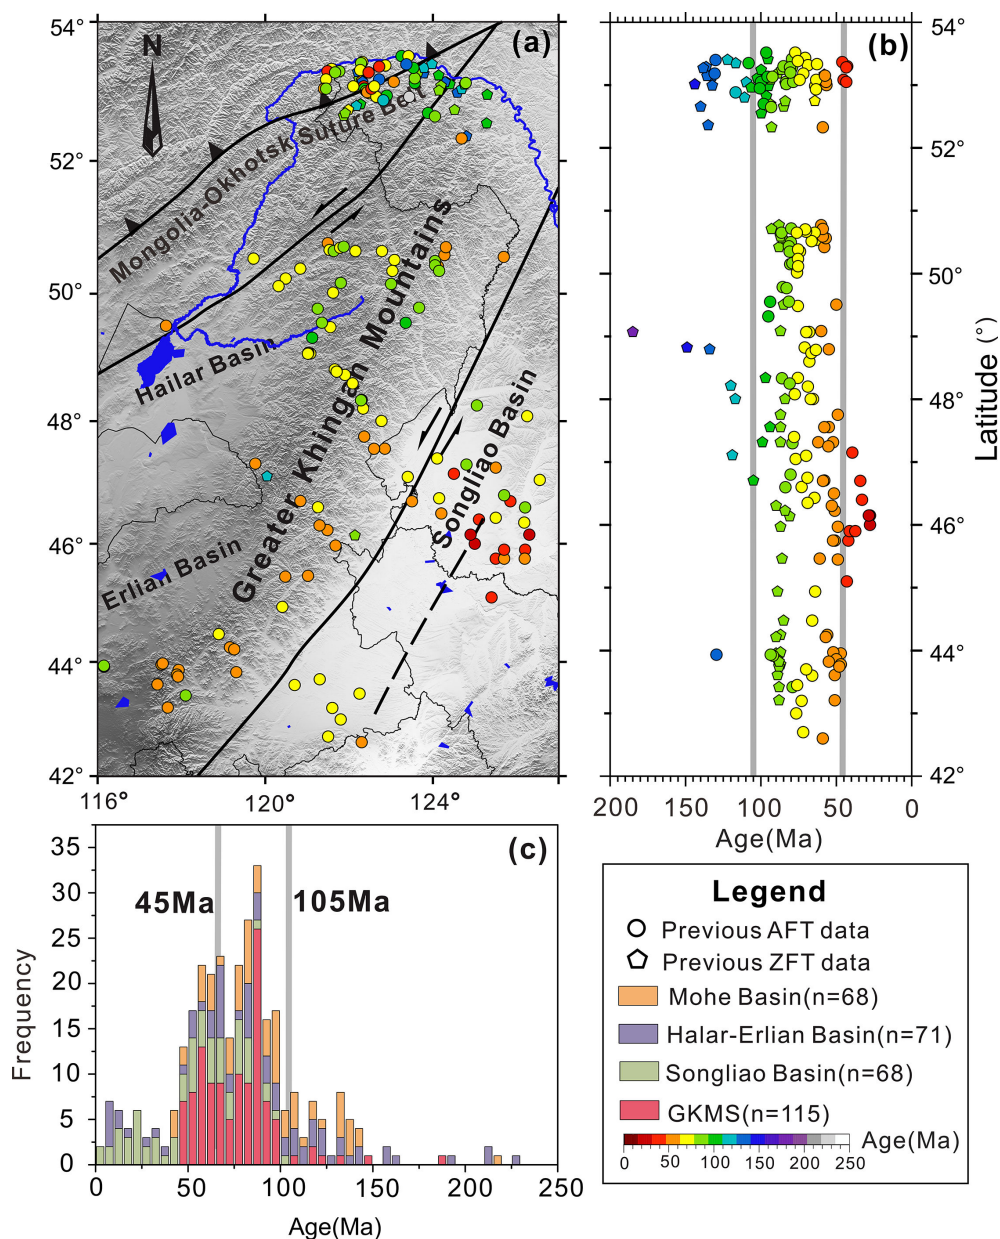 (a)
N
54°
52°
50°
48°
46°
44°
42°
116°
120°
124°
Mongolia-Okhotsk Suture Belt
Hailar Basin
Greater Khingan Mountains
Songliao Basin
Erlian Basin
(b)
54°
52°
50°
48°
46°
44°
42°
Latitude (°)
200
150
100
50
0
Age(Ma)
(c)
45Ma
105Ma
35
30
25
20
15
10
5
0
Frequency
0
50
100
150
200
250
Age(Ma)
Legend
Previous AFT data
Previous ZFT data
Mohe Basin(n=68)
Halar-Erlian Basin(n=71)
Songliao Basin(n=68)
GKMS(n=115)
Age(Ma)
0 50 100 150 200 250